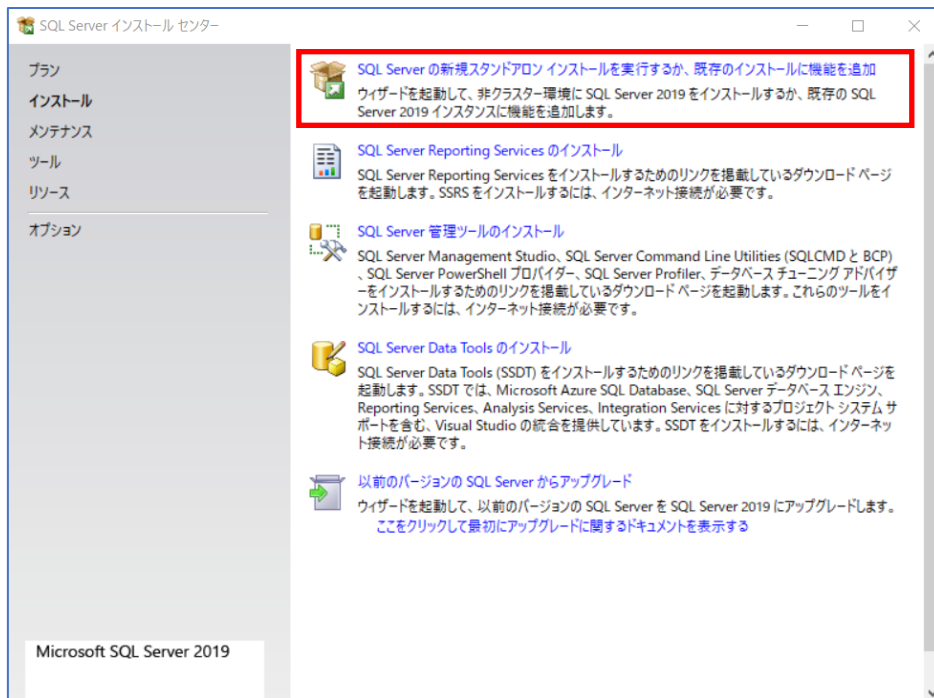 SQL Server インストール センター
プラン
インストール
メンテナンス
ツール
リソース
オプション
SQL Server の新規スタンドアロン インストールを実行するか、既存のインストールに機能を追加
ウィザードを起動して、非クラスター環境に SQL Server 2019 をインストールするか、既存の SQL
Server 2019 インスタンスに機能を追加します。
SQL Server Reporting Services のインストール
SQL Server Reporting Services をインストールするためのリンクを掲載しているダウンロード ページ
を起動します。SSRS をインストールするには、インターネット接続が必要です。
SQL Server 管理ツールのインストール
SQL Server Management Studio、SQL Server Command Line Utilities (SQLCMD と BCP)
、SQL Server PowerShell プロバイダー、SQL Server Profiler、データベース チューニング アドバイザ
ーをインストールするためのリンクを掲載しているダウンロード ページを起動します。これらのツールをイ
ンストールするには、インターネット接続が必要です。
SQL Server Data Tools のインストール
SQL Server Data Tools (SSDT) をインストールするためのリンクを掲載しているダウンロード ページを
起動します。SSDT では、Microsoft Azure SQL Database、SQL Server データベース エンジン、
Reporting Services、Analysis Services、Integration Services に対するプロジェクト システム サ
ポートを含む、Visual Studio の統合を提供しています。SSDT をインストールするには、インターネッ
ト接続が必要です。
以前のバージョンの SQL Server からアップグレード
ウィザードを起動して、以前のバージョンの SQL Server を SQL Server 2019 にアップグレードします。
ここをクリックして最初にアップグレードに関するドキュメントを表示する
Microsoft SQL Server 2019